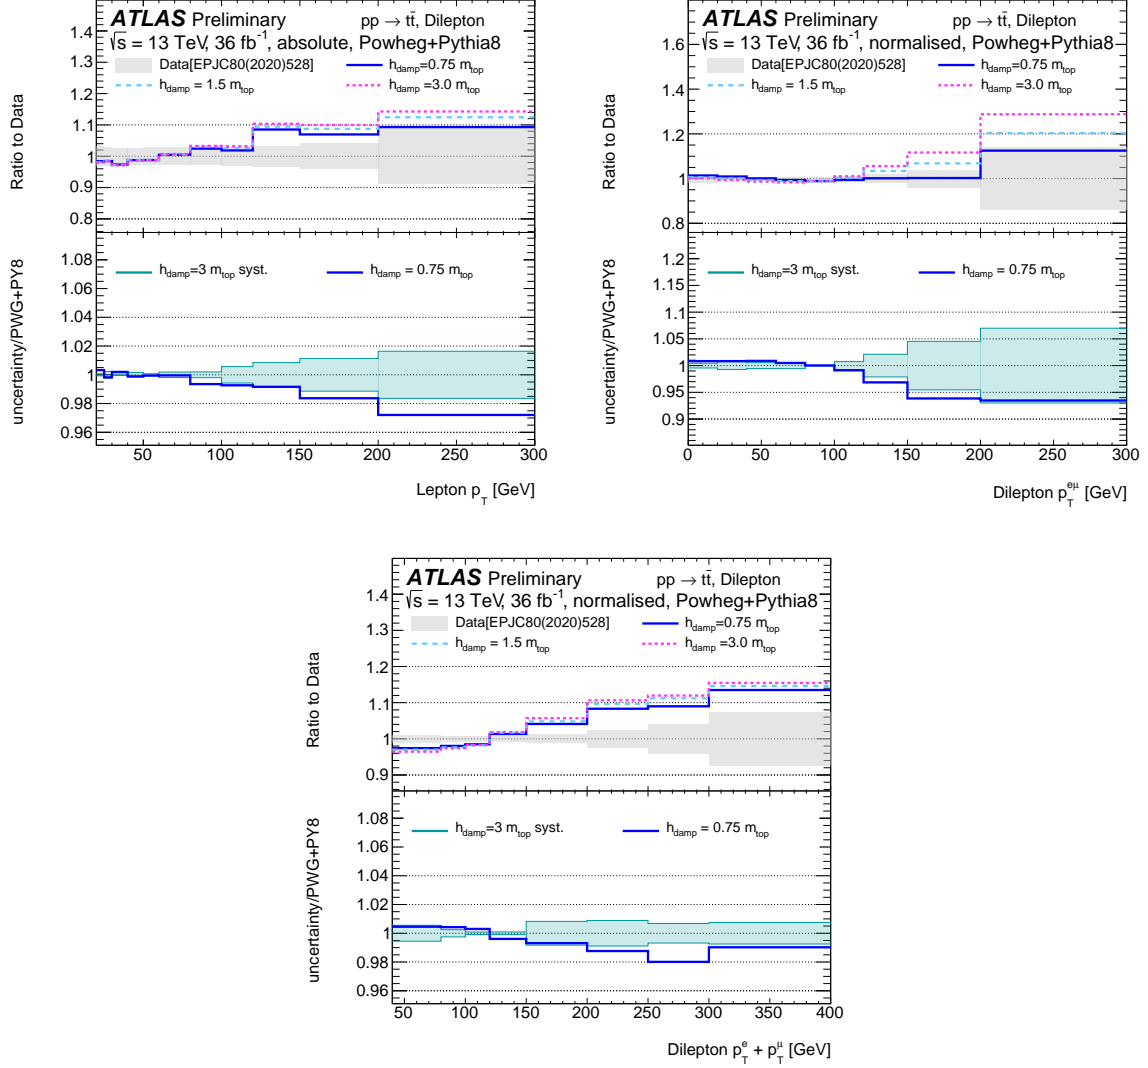 ATLAS Preliminary pp → tt̄, Dilepton
√s = 13 TeV, 36 fb⁻¹, absolute, Powheg+Pythia8
Data[EPJC80(2020)528] h_damp=0.75 m_top
h_damp = 1.5 m_top h_damp=3.0 m_top
Ratio to Data
1.4
1.3
1.2
1.1
1
0.9
0.8
h_damp=3 m_top syst. h_damp = 0.75 m_top
uncertainty/PWG+PY8
1.08
1.06
1.04
1.02
1
0.98
0.96
50 100 150 200 250 300
Lepton p_T [GeV]
ATLAS Preliminary pp → tt̄, Dilepton
√s = 13 TeV, 36 fb⁻¹, normalised, Powheg+Pythia8
Data[EPJC80(2020)528] h_damp=0.75 m_top
h_damp = 1.5 m_top h_damp=3.0 m_top
Ratio to Data
1.6
1.4
1.2
1
0.8
h_damp=3 m_top syst. h_damp = 0.75 m_top
uncertainty/PWG+PY8
1.2
1.15
1.1
1.05
1
0.95
0.9
0 50 100 150 200 250 300
Dilepton p_T^eμ [GeV]
ATLAS Preliminary pp → tt̄, Dilepton
√s = 13 TeV, 36 fb⁻¹, normalised, Powheg+Pythia8
Data[EPJC80(2020)528] h_damp=0.75 m_top
h_damp = 1.5 m_top h_damp=3.0 m_top
Ratio to Data
1.4
1.3
1.2
1.1
1
0.9
h_damp=3 m_top syst. h_damp = 0.75 m_top
uncertainty/PWG+PY8
1.08
1.06
1.04
1.02
1
0.98
0.96
50 100 150 200 250 300 350 400
Dilepton p_T^e + p_T^μ [GeV]